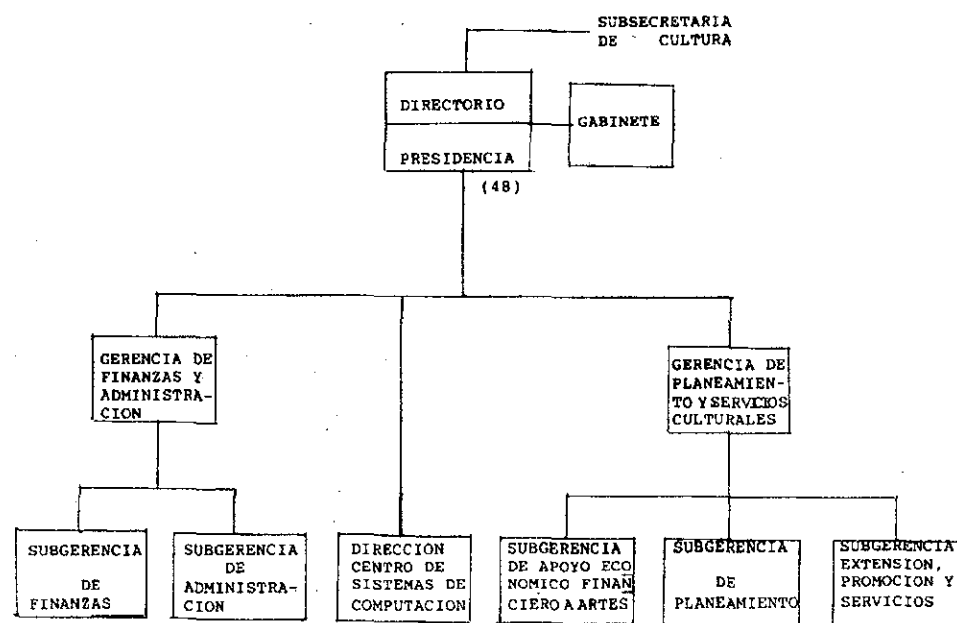 SUBSECRETARIA
DE CULTURA
DIRECTORIO
PRESIDENCIA
GABINETE
(48)
GERENCIA DE
FINANZAS Y
ADMINISTRA-
CION
GERENCIA DE
PLANEAMIEN-
TO Y SERVICIOS
CULTURALES
SUBGERENCIA
DE
FINANZAS
SUBGERENCIA
DE
ADMINISTRA-
CION
DIRECCION
CENTRO DE
SISTEMAS DE
COMPUTACION
SUBGERENCIA
DE APOYO ECO
NOMICO FINAN
CIERO A ARTES
SUBGERENCIA
DE
PLANEAMIENTO
SUBGERENCIA
EXTENSION,
PROMOCION Y
SERVICIOS